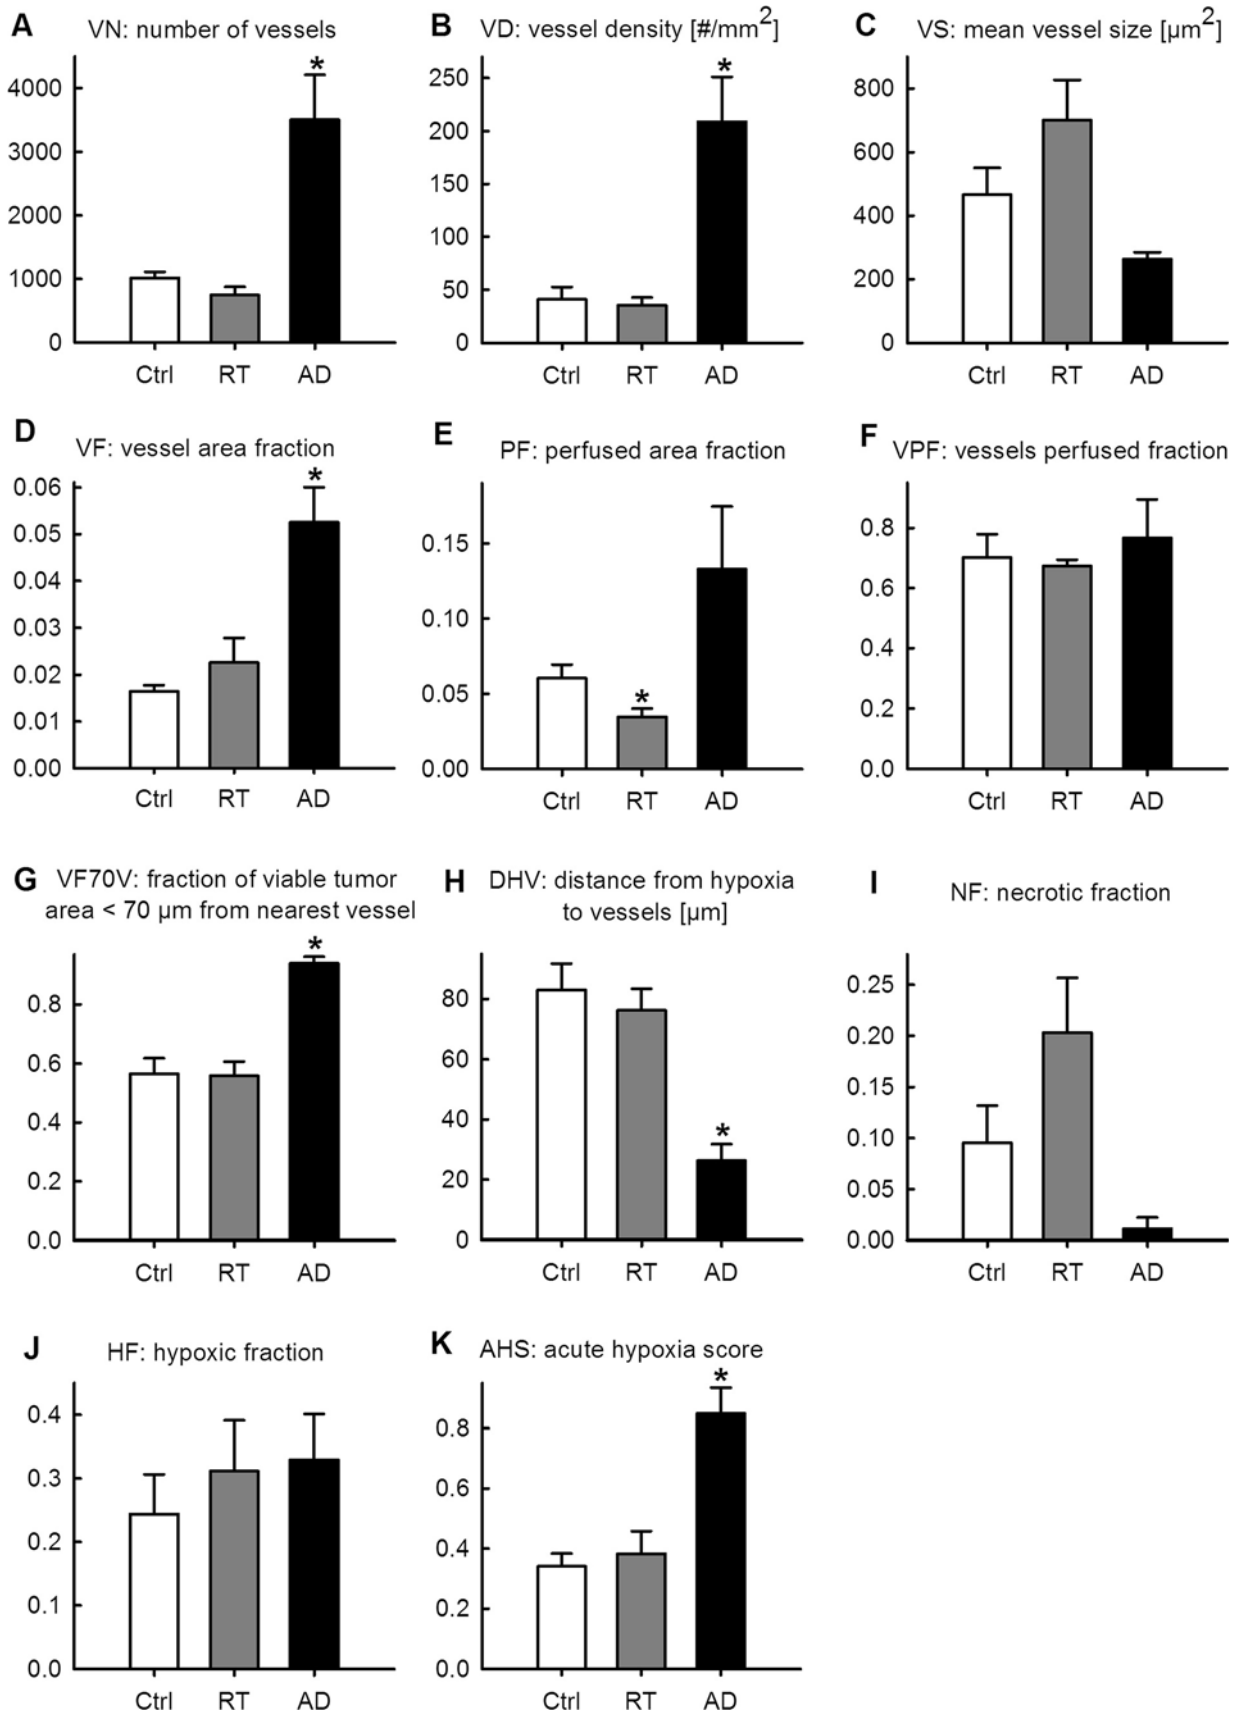 A VN: number of vessels
4000
3000
2000
1000
0
*
Ctrl RT AD
B VD: vessel density [#/mm2]
250
200
150
100
50
0
*
Ctrl RT AD
C VS: mean vessel size [µm2]
800
600
400
200
0
Ctrl RT AD
D VF: vessel area fraction
0.06
0.05
0.04
0.03
0.02
0.01
0.00
*
Ctrl RT AD
E PF: perfused area fraction
0.15
0.10
0.05
0.00
*
Ctrl RT AD
F VPF: vessels perfused fraction
0.8
0.6
0.4
0.2
0.0
Ctrl RT AD
G VF70V: fraction of viable tumor
area < 70 µm from nearest vessel
0.8
0.6
0.4
0.2
0.0
*
Ctrl RT AD
H DHV: distance from hypoxia
to vessels [µm]
80
60
40
20
0
*
Ctrl RT AD
I NF: necrotic fraction
0.25
0.20
0.15
0.10
0.05
0.00
Ctrl RT AD
J HF: hypoxic fraction
0.4
0.3
0.2
0.1
0.0
Ctrl RT AD
K AHS: acute hypoxia score
0.8
0.6
0.4
0.2
0.0
*
Ctrl RT AD